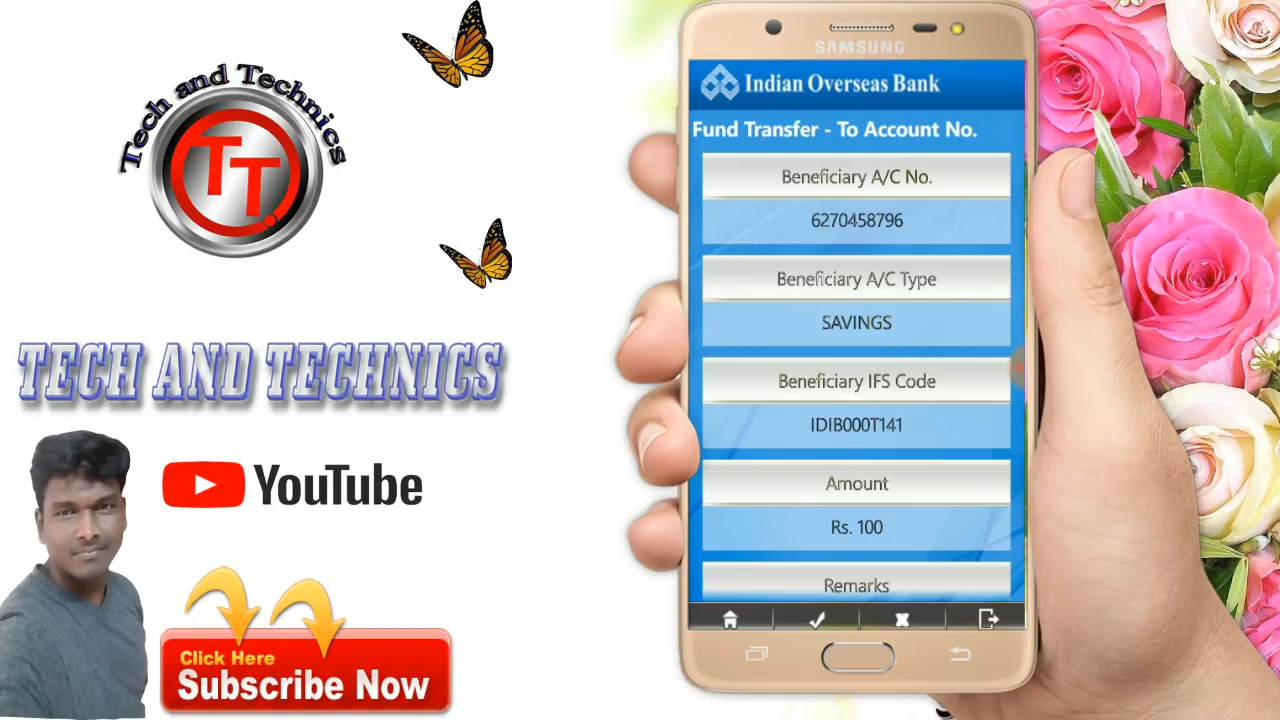 Tech and Technics
TT
TECH AND TECHNICS
YouTube
Click Here
Subscribe Now
SAMSUNG
Indian Overseas Bank
Fund Transfer - To Account No.
Beneficiary A/C No.
6270458796
Beneficiary A/C Type
SAVINGS
Beneficiary IFS Code
IDIB000T141
Amount
Rs. 100
Remarks